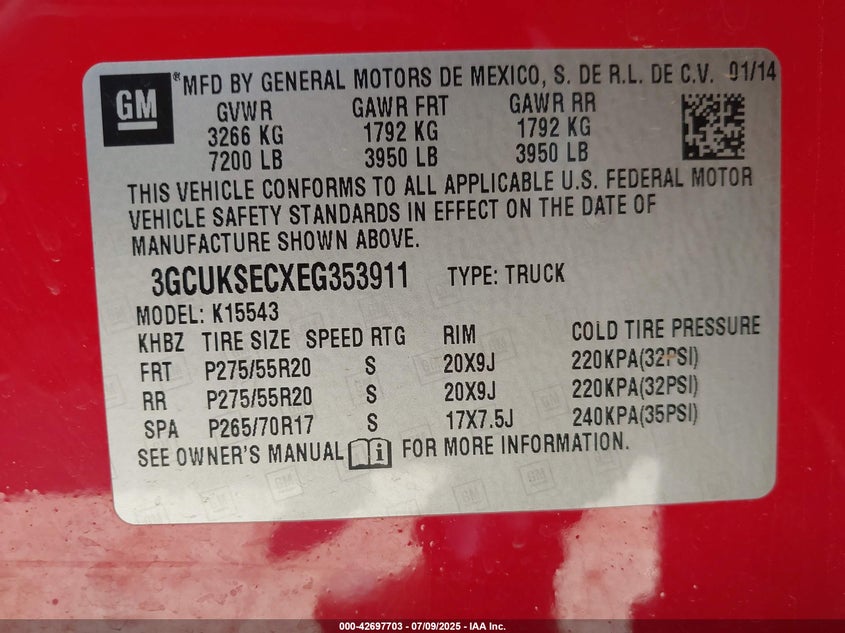 GM
® MFD BY GENERAL MOTORS DE MEXICO, S. DE R.L. DE C.V. 01/14
GVWR GAWR FRT GAWR RR
3266 KG 1792 KG 1792 KG
7200 LB 3950 LB 3950 LB
THIS VEHICLE CONFORMS TO ALL APPLICABLE U.S. FEDERAL MOTOR
VEHICLE SAFETY STANDARDS IN EFFECT ON THE DATE OF
MANUFACTURE SHOWN ABOVE.
3GCUKSECXEG353911 TYPE: TRUCK
MODEL: K15543
KHBZ TIRE SIZE SPEED RTG RIM COLD TIRE PRESSURE
FRT P275/55R20 S 20X9J 220KPA(32PSI)
RR P275/55R20 S 20X9J 220KPA(32PSI)
SPA P265/70R17 S 17X7.5J 240KPA(35PSI)
SEE OWNER'S MANUAL FOR MORE INFORMATION.
000-42697703 - 07/09/2025 - IAA Inc.